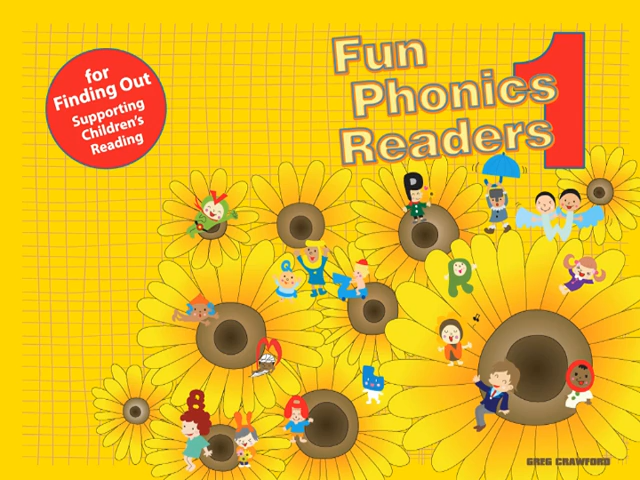 for
Finding Out
Supporting
Children's
Reading
Fun
Phonics
Readers
1
V
P
W
Q
Z
R
M
B
O
GREG CRAWFORD